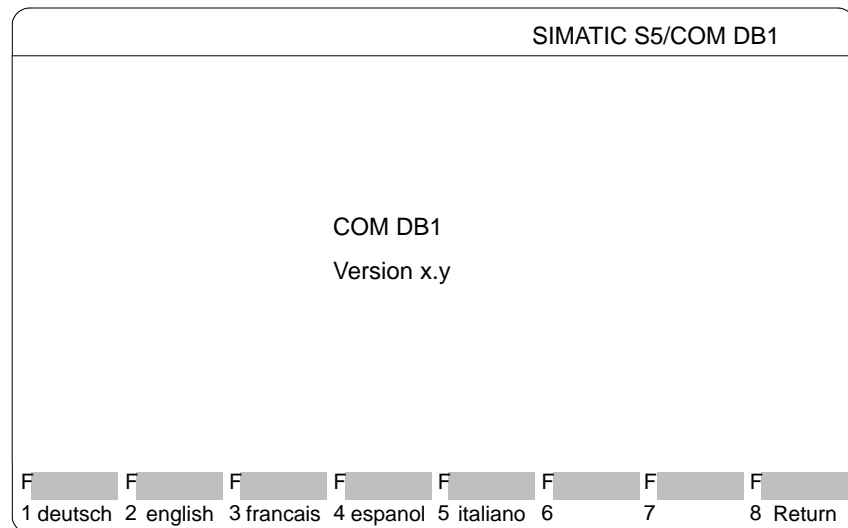 SIMATIC S5/COM DB1
COM DB1
Version x.y
F F F F F F F F
1 deutsch 2 english 3 francais 4 espanol 5 italiano 6 7 8 Return